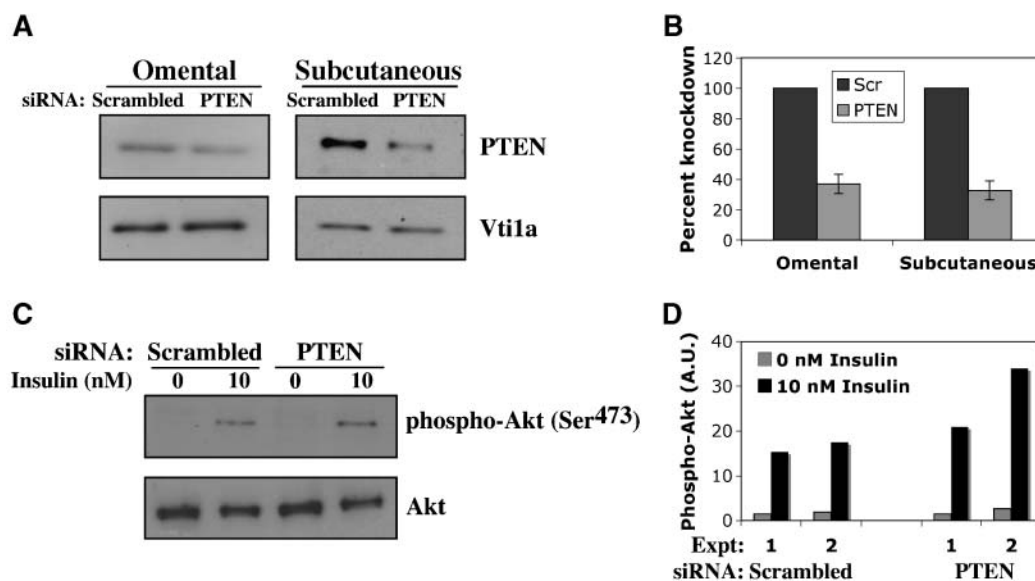 A
Omental Subcutaneous
siRNA: Scrambled PTEN Scrambled PTEN
PTEN
Vti1a
B
Percent knockdown
120
100
80
60
40
20
0
Scr
PTEN
Omental Subcutaneous
C
siRNA: Scrambled PTEN
Insulin (nM) 0 10 0 10
phospho-Akt (Ser473)
Akt
D
Phospho-Akt (A.U.)
40
30
20
10
0
0 nM Insulin
10 nM Insulin
Expt: 1 2 1 2
siRNA: Scrambled PTEN